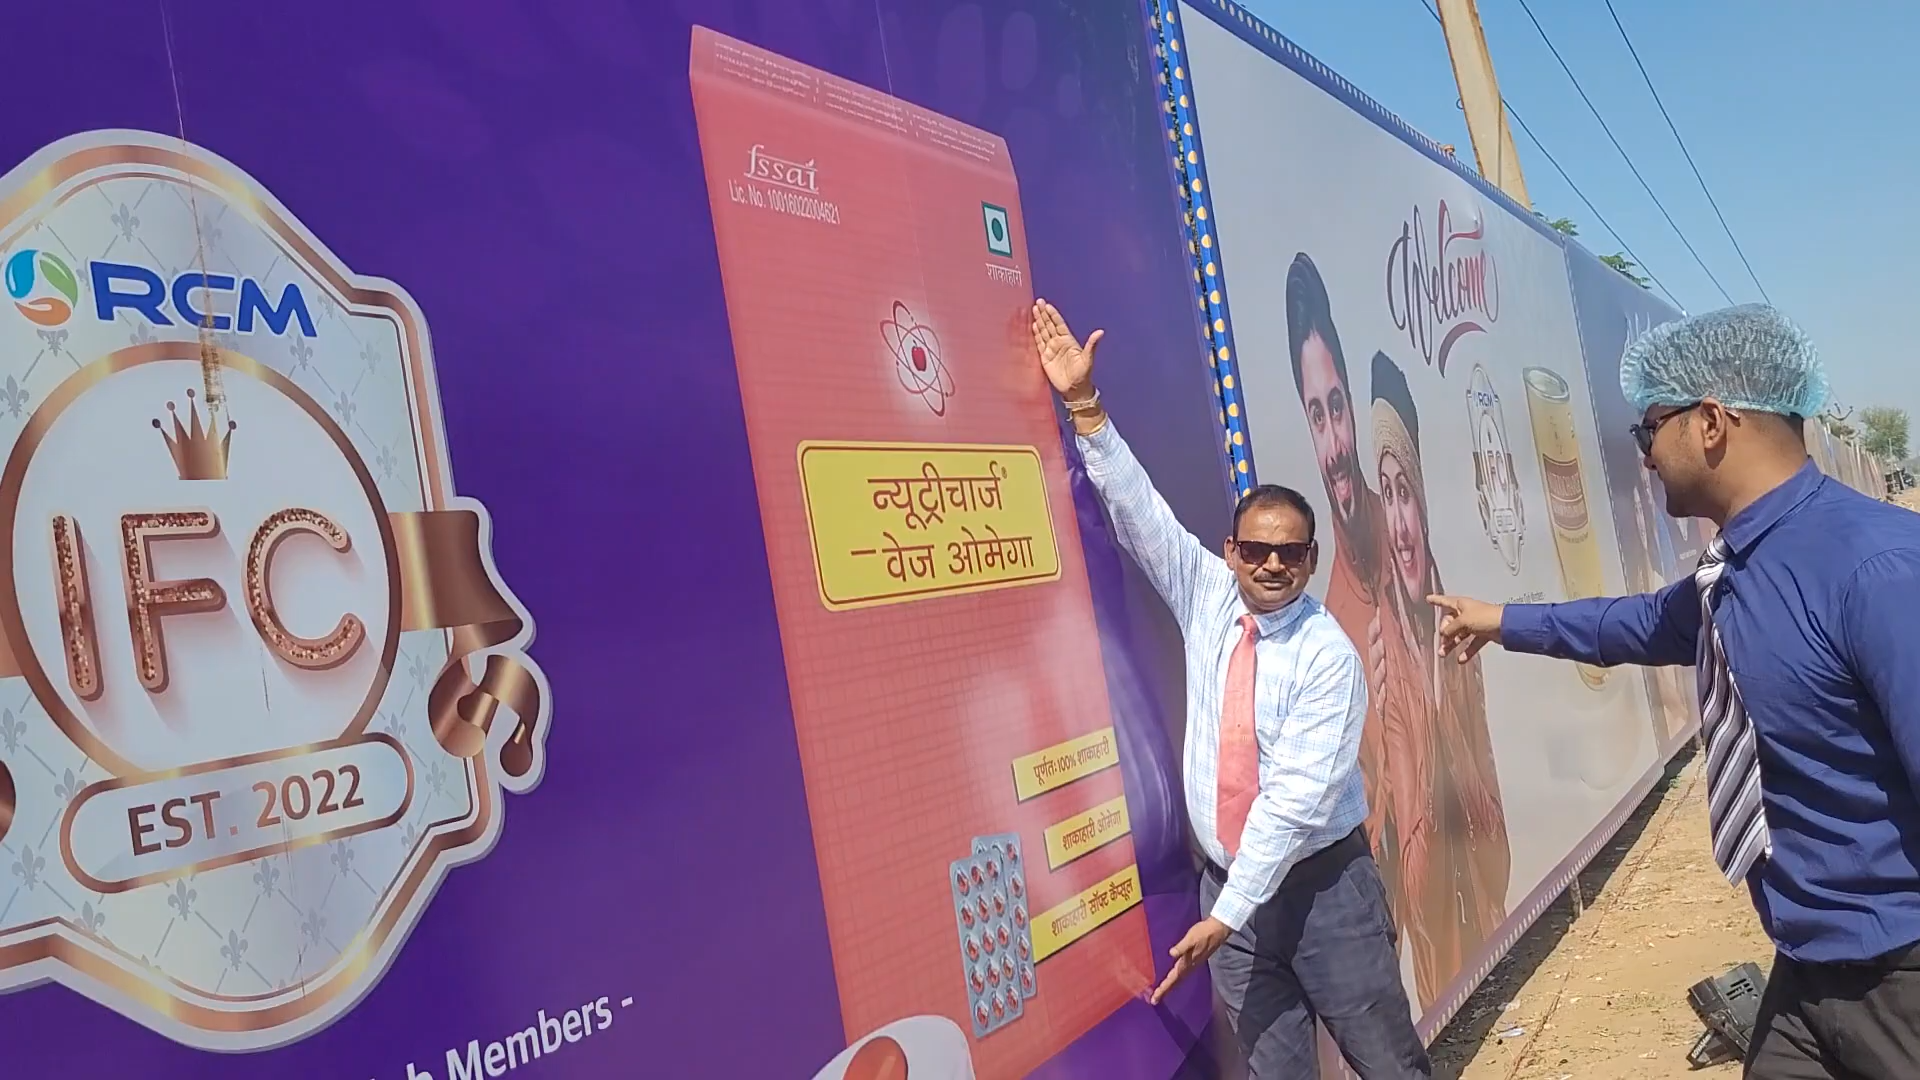 RCM
IFC
EST. 2022
Members -
fssai
Lic. No. 10016022004621
शाकाहारी
न्यूट्रीचार्ज®
– वेज ओमेगा
पूर्णत: 100% शाकाहारी
शाकाहारी ओमेगा
शाकाहारी सॉफ्ट कैप्सूल
Welcome
RCM
IFC